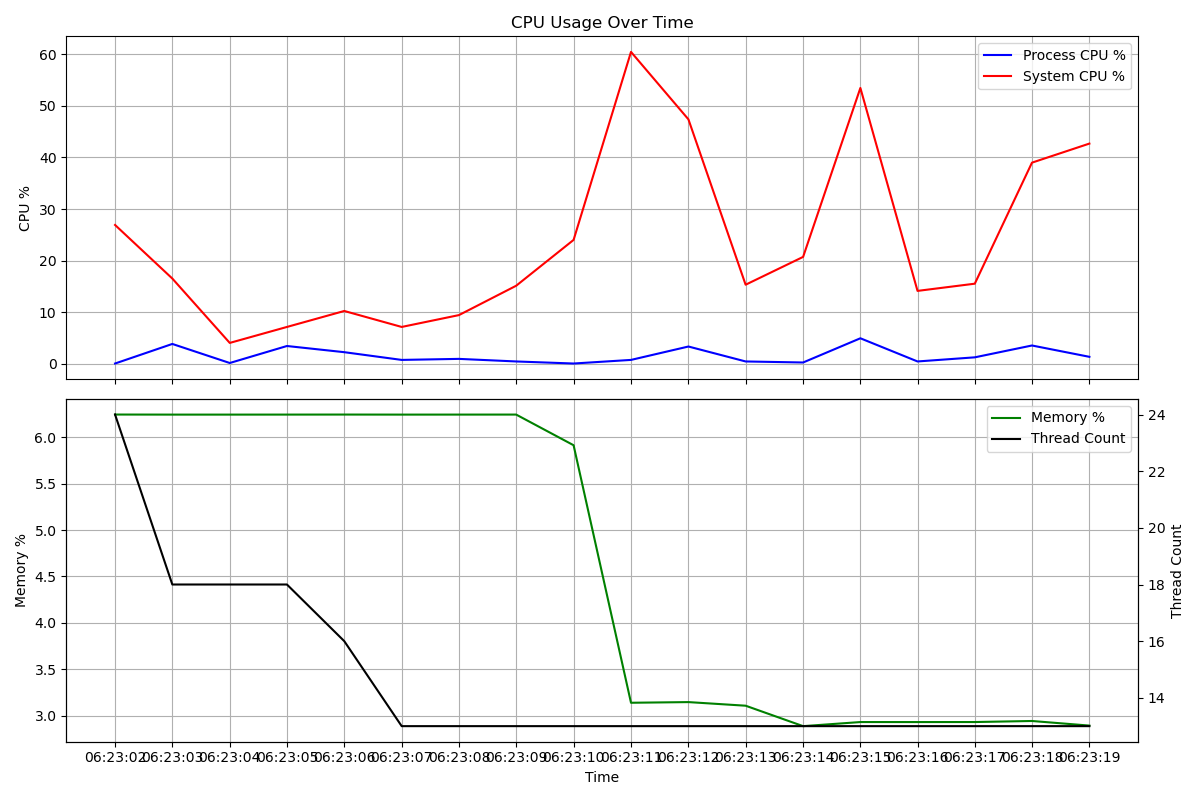 CPU Usage Over Time
60
50
40
30
20
10
0
CPU %
Process CPU %
System CPU %
6.0
5.5
5.0
4.5
4.0
3.5
3.0
Memory %
Memory %
Thread Count
24
22
20
18
16
14
Thread Count
06:23:02 06:23:03 06:23:04 06:23:05 06:23:06 06:23:07 06:23:08 06:23:09 06:23:10 06:23:11 06:23:12 06:23:13 06:23:14 06:23:15 06:23:16 06:23:17 06:23:18 06:23:19
Time